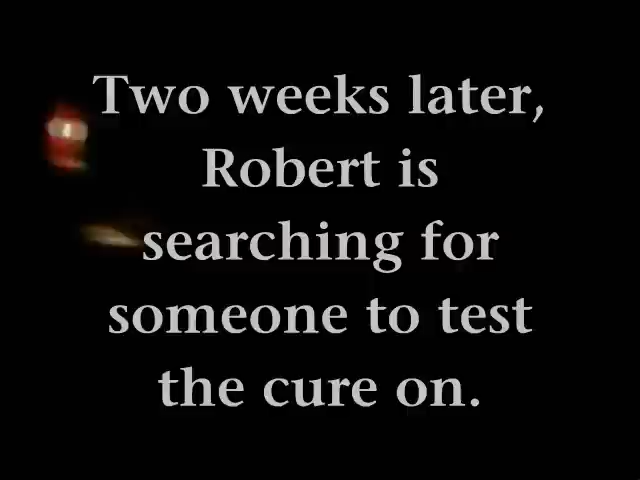 Two weeks later,
Robert is
searching for
someone to test
the cure on.